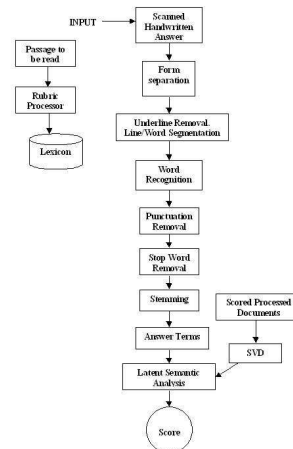 INPUT
Scanned
Handwritten
Answer
Passage to
be read
Rubric
Processor
Lexicon
Form
separation
Underline Removal
Line/Word Segmentation
Word
Recognition
Punctuation
Removal
Stop Word
Removal
Stemming
Answer Terms
Scored Processed
Documents
SVD
Latent Semantic
Analysis
Score